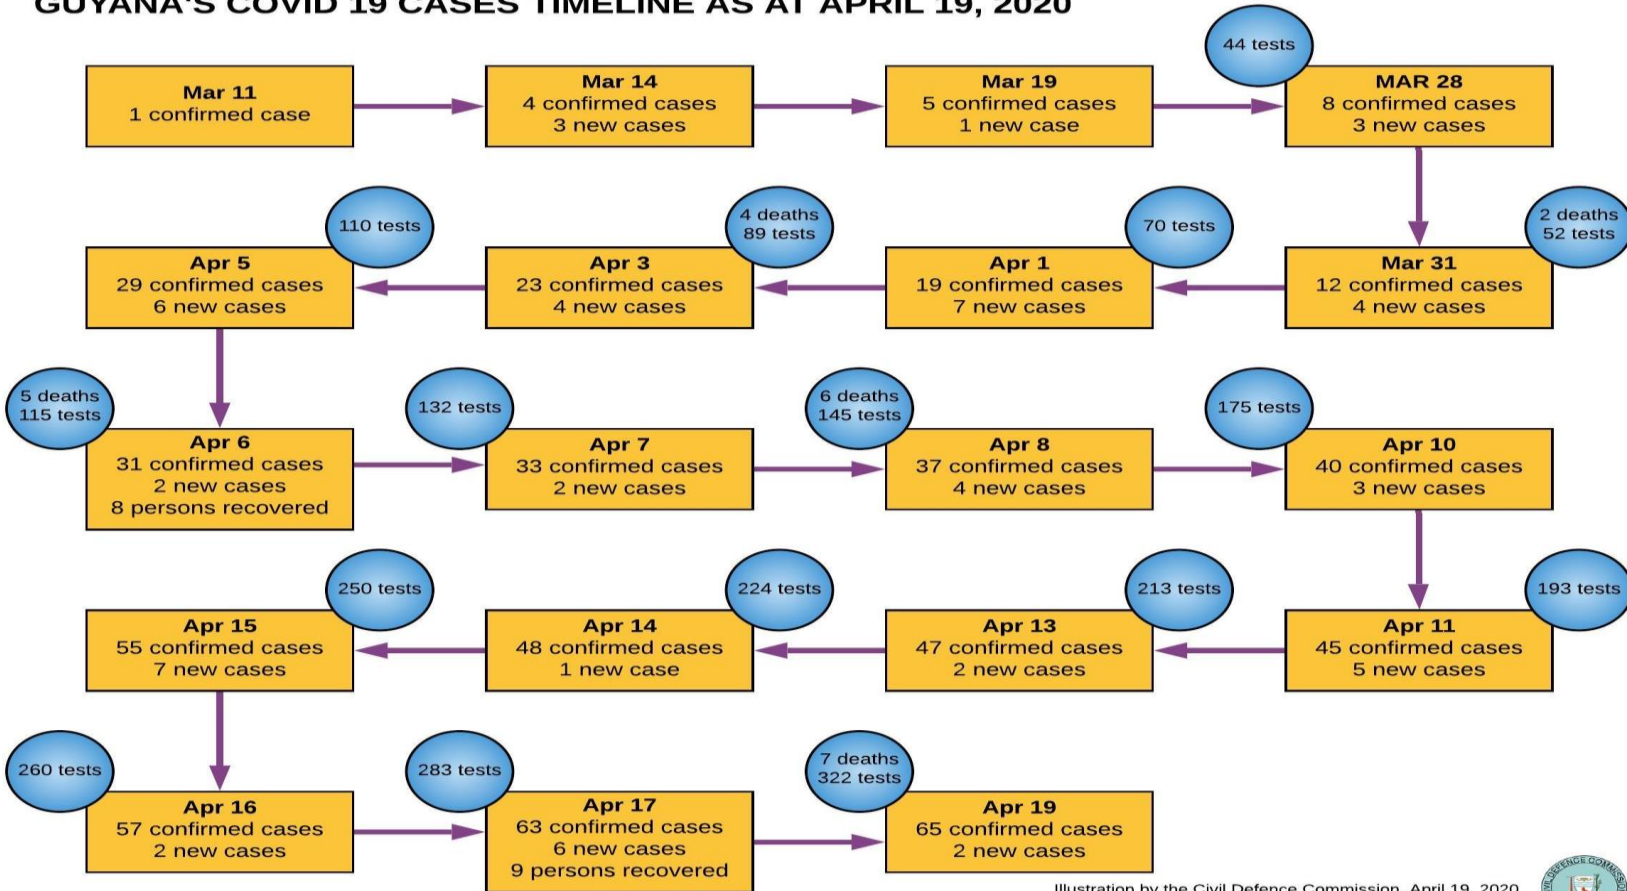 GUYANA'S COVID 19 CASES TIMELINE AS AT APRIL 19, 2020
Mar 11
1 confirmed case
Mar 14
4 confirmed cases
3 new cases
Mar 19
5 confirmed cases
1 new case
44 tests
MAR 28
8 confirmed cases
3 new cases
2 deaths
52 tests
Mar 31
12 confirmed cases
4 new cases
70 tests
Apr 1
19 confirmed cases
7 new cases
4 deaths
89 tests
Apr 3
23 confirmed cases
4 new cases
110 tests
Apr 5
29 confirmed cases
6 new cases
5 deaths
115 tests
Apr 6
31 confirmed cases
2 new cases
8 persons recovered
132 tests
Apr 7
33 confirmed cases
2 new cases
6 deaths
145 tests
Apr 8
37 confirmed cases
4 new cases
175 tests
Apr 10
40 confirmed cases
3 new cases
193 tests
Apr 11
45 confirmed cases
5 new cases
213 tests
Apr 13
47 confirmed cases
2 new cases
224 tests
Apr 14
48 confirmed cases
1 new case
250 tests
Apr 15
55 confirmed cases
7 new cases
260 tests
Apr 16
57 confirmed cases
2 new cases
283 tests
Apr 17
63 confirmed cases
6 new cases
9 persons recovered
7 deaths
322 tests
Apr 19
65 confirmed cases
2 new cases
Illustration by the Civil Defence Commission, April 19, 2020